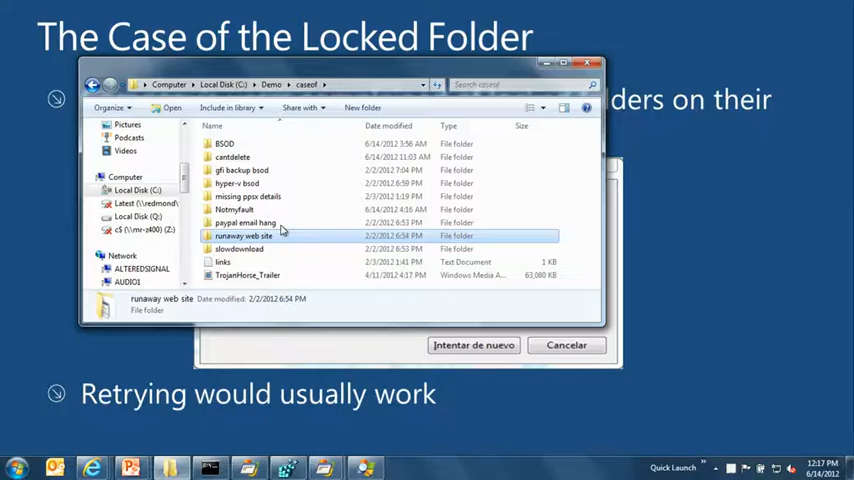 The Case of the Locked Folder
lders on their
Computer Local Disk (C:) Demo caseof Search caseof
Organize Open Include in library Share with New folder
Name Date modified Type Size
Pictures
Podcasts
Videos
Computer
Local Disk (C:)
Latest (\\redmond
Local Disk (Q:)
c$ (\\mr-z400) (Z:)
Network
ALTEREDSIGNAL
AUDIO1
BSOD 6/14/2012 3:56 AM File folder
cantdelete 6/14/2012 11:03 AM File folder
gfi backup bsod 2/2/2012 7:04 PM File folder
hyper-v bsod 2/2/2012 6:59 PM File folder
missing ppsx details 2/3/2012 1:19 PM File folder
Notmyfault 6/14/2012 4:16 AM File folder
paypal email hang 2/2/2012 6:53 PM File folder
runaway web site 2/2/2012 6:54 PM File folder
slowdownload 2/2/2012 6:53 PM File folder
links 2/3/2012 1:41 PM Text Document 1 KB
TrojanHorse_Trailer 4/11/2012 4:17 PM Windows Media A... 63,080 KB
runaway web site Date modified: 2/2/2012 6:54 PM
File folder
Intentar de nuevo Cancelar
Retrying would usually work
Quick Launch
12:17 PM
6/14/2012